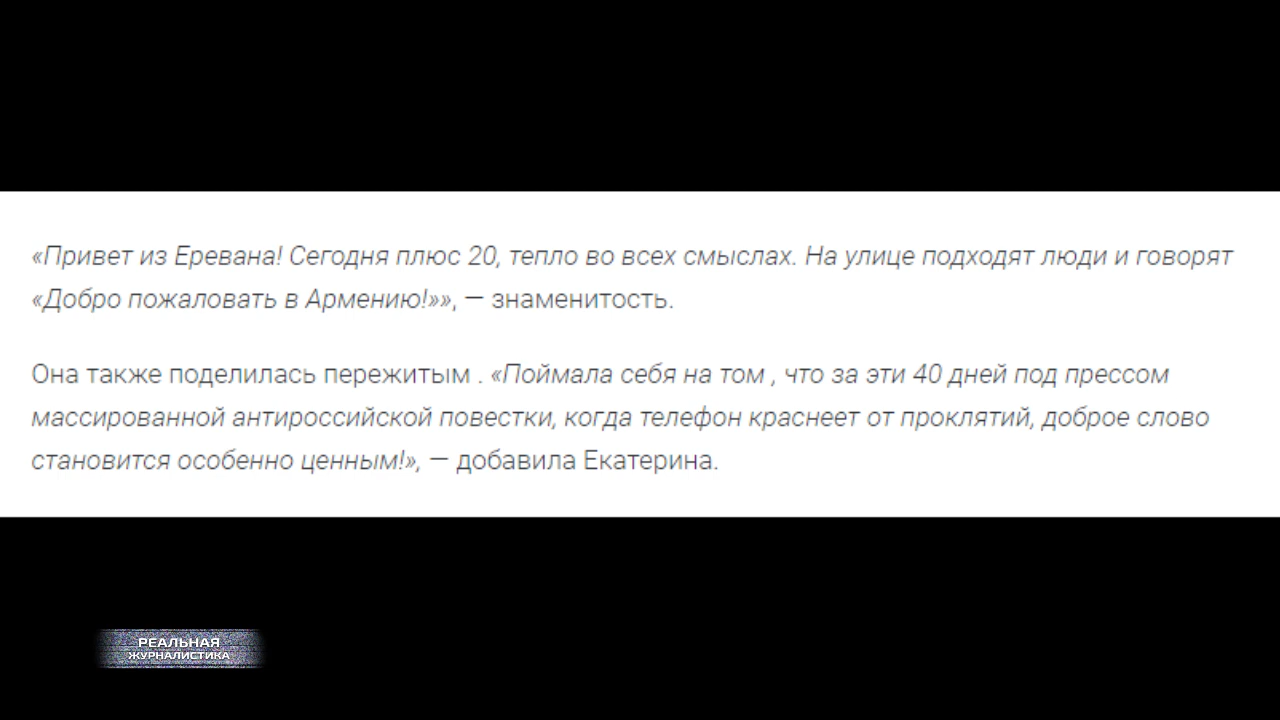 «Привет из Еревана! Сегодня плюс 20, тепло во всех смыслах. На улице подходят люди и говорят
«Добро пожаловать в Армению!»», — знаменитость.
Она также поделилась пережитым . «Поймала себя на том , что за эти 40 дней под прессом
массированной антироссийской повестки, когда телефон краснеет от проклятий, доброе слово
становится особенно ценным!», — добавила Екатерина.
РЕАЛЬНАЯ
ЖУРНАЛИСТИКА